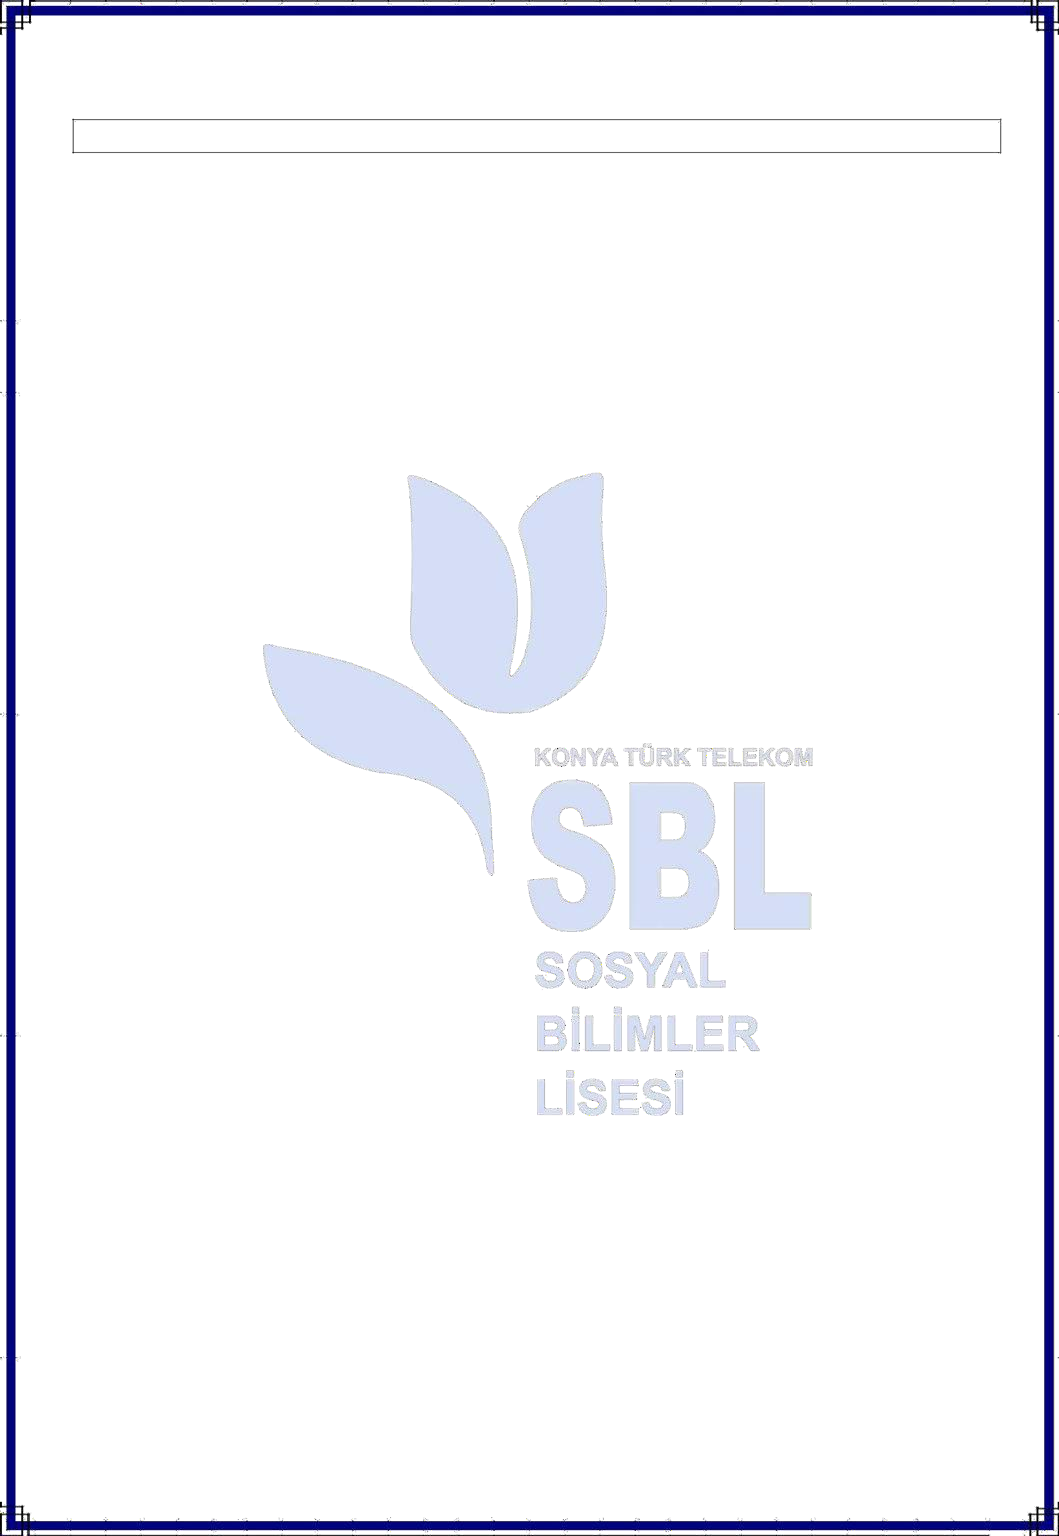 KONYA TÜRK TELEKOM
SBL
SOSYAL
BİLİMLER
LİSESİ